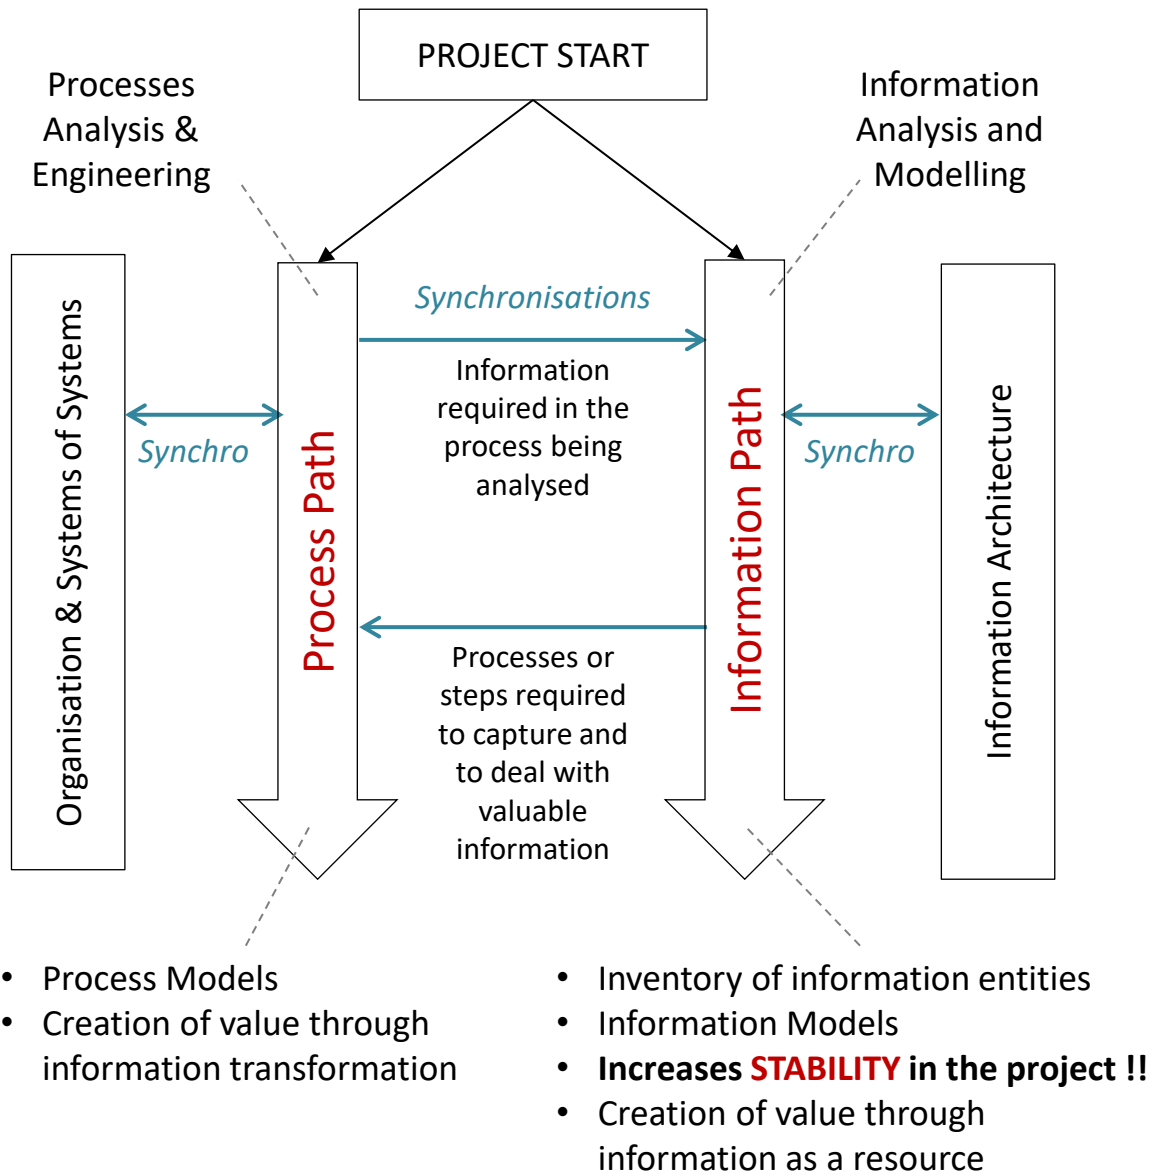 PROJECT START
Processes
Analysis &
Engineering
Information
Analysis and
Modelling
Organisation & Systems of Systems
Synchro
Process Path
Synchronisations
Information
required in the
process being
analysed
Processes or
steps required
to capture and
to deal with
valuable
information
Information Path
Synchro
Information Architecture
• Process Models
• Creation of value through
information transformation
• Inventory of information entities
• Information Models
• Increases STABILITY in the project !!
• Creation of value through
information as a resource